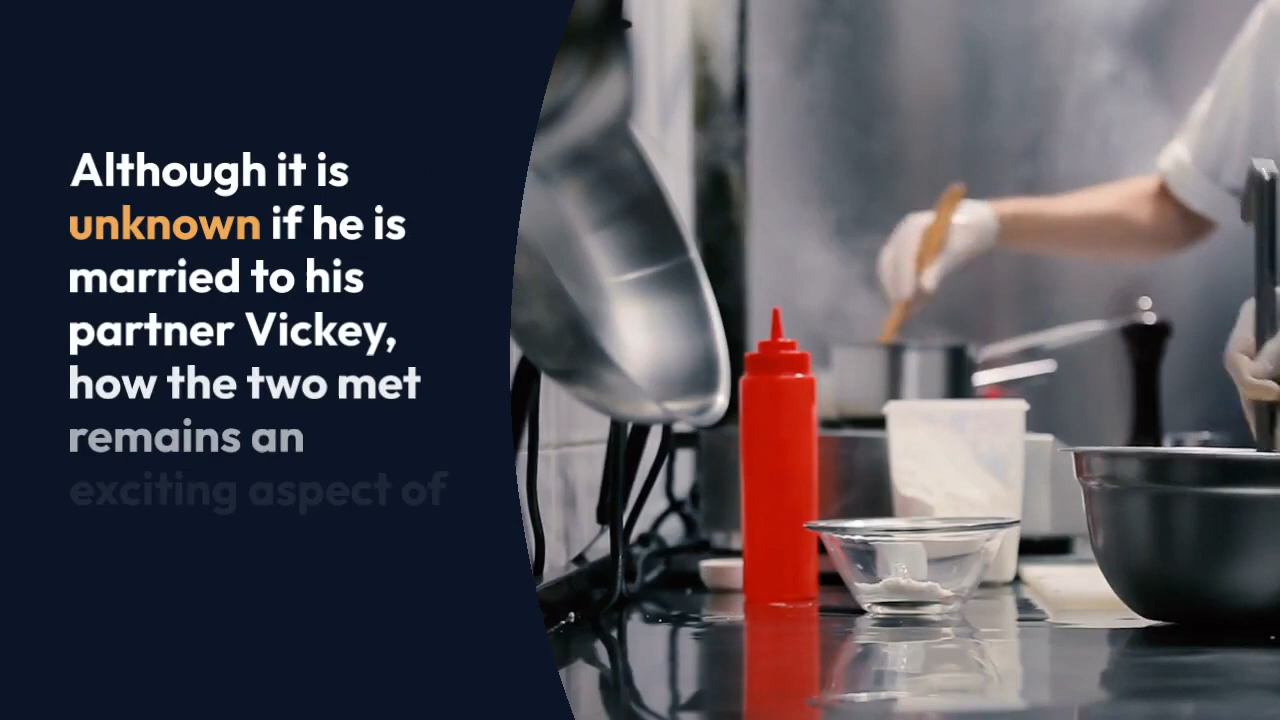 Although it is
unknown if he is
married to his
partner Vickey,
how the two met
remains an
exciting aspect of